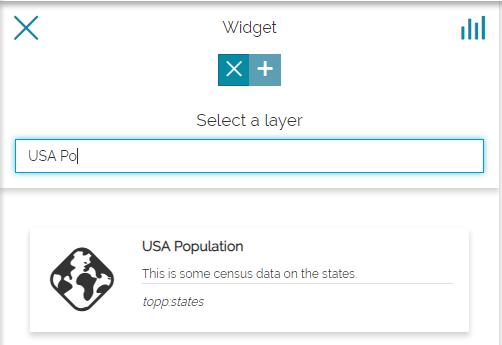 Widget
Select a layer
USA Po
USA Population
This is some census data on the states.
topp:states